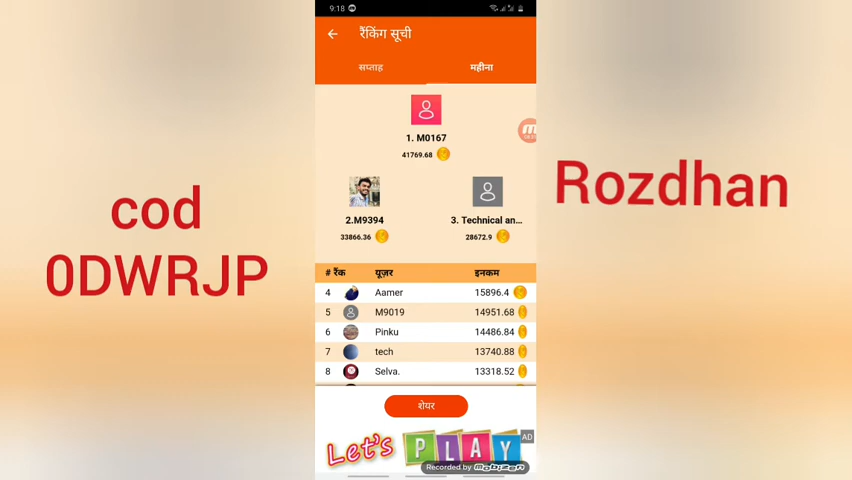 9:18
रैंकिंग सूची
सप्ताह
महीना
1. M0167
41769.68
2.M9394
33866.36
3. Technical an...
28672.9
# रैंक यूज़र इनकम
4 Aamer 15896.4
5 M9019 14951.68
6 Pinku 14486.84
7 tech 13740.88
8 Selva. 13318.52
शेयर
Let's PLAY
AD
Recorded by mobizen
cod
0DWRJP
Rozdhan